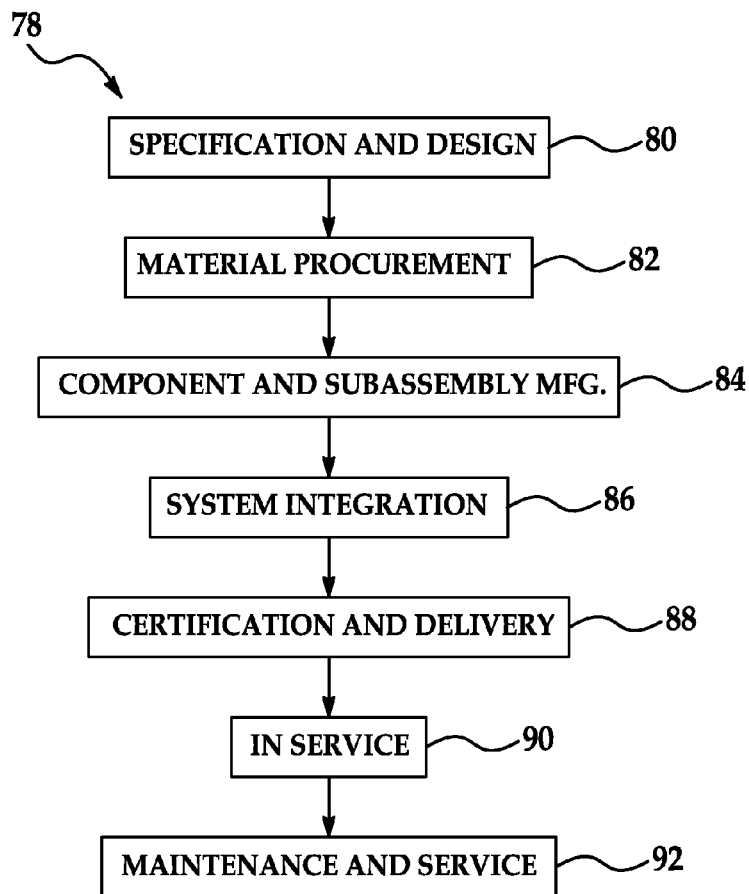 78
SPECIFICATION AND DESIGN 80
MATERIAL PROCUREMENT 82
COMPONENT AND SUBASSEMBLY MFG. 84
SYSTEM INTEGRATION 86
CERTIFICATION AND DELIVERY 88
IN SERVICE 90
MAINTENANCE AND SERVICE 92